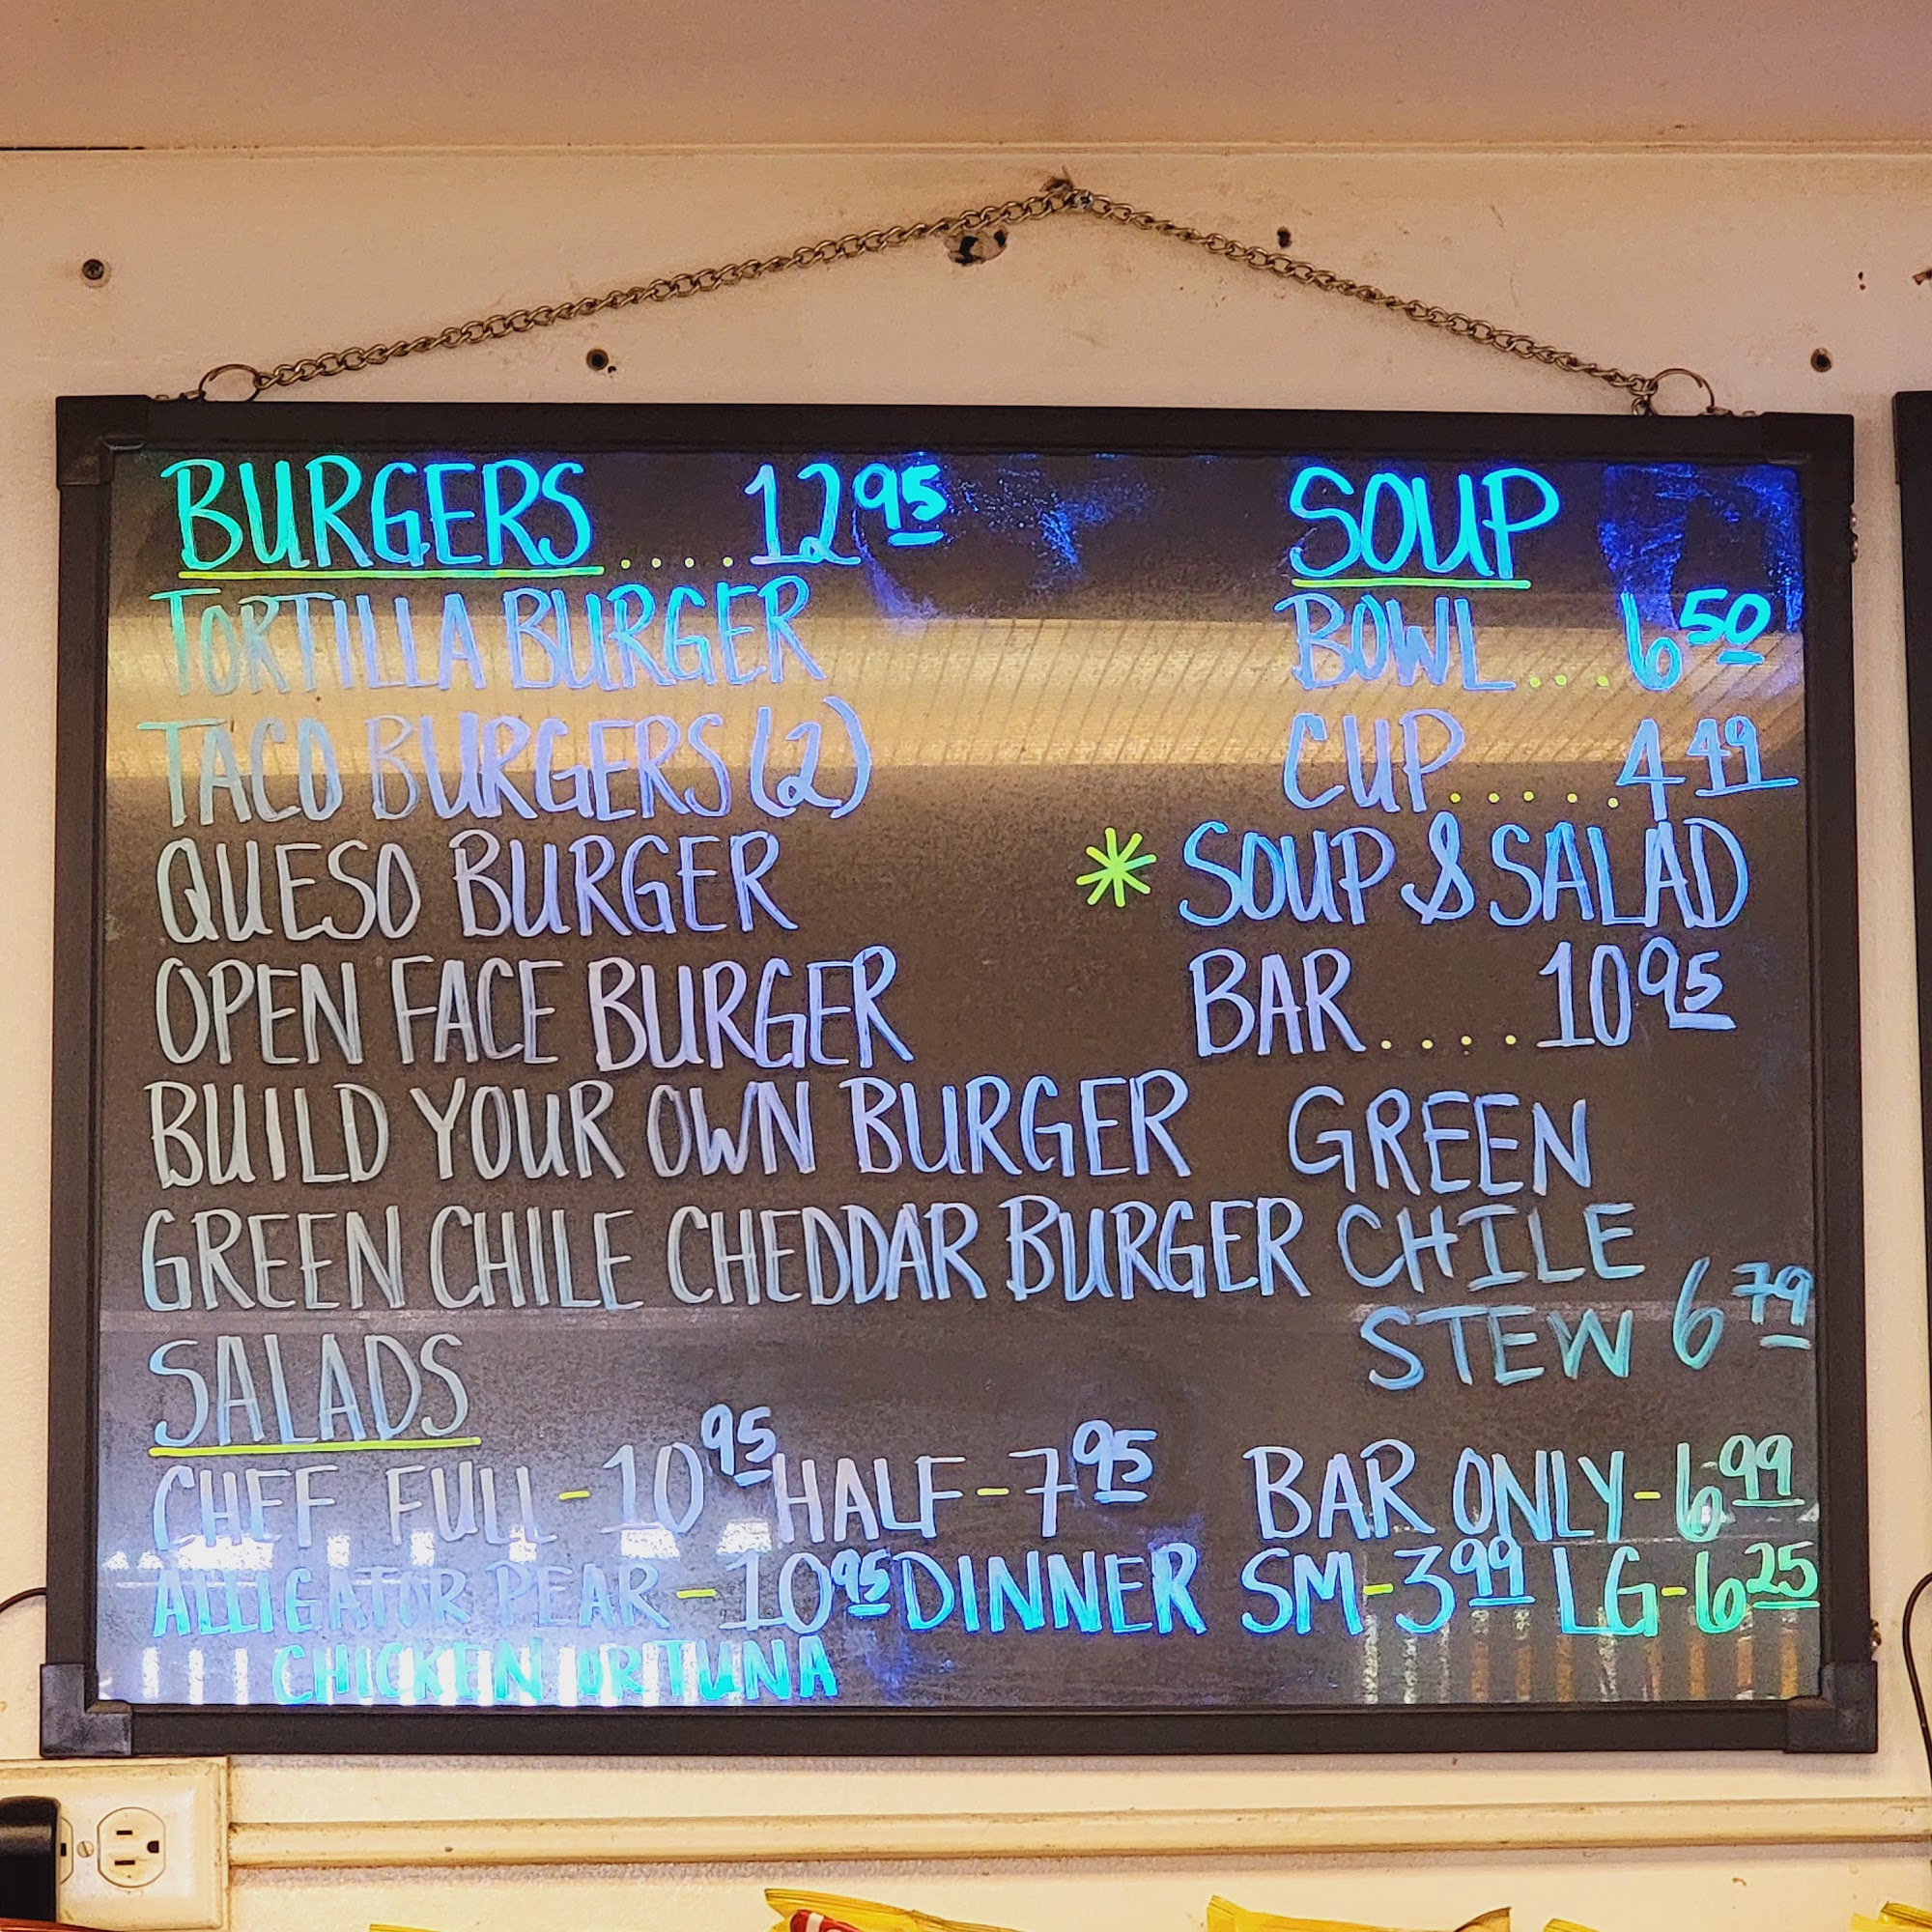 BURGERS....12 95
TORTILLA BURGER
TACO BURGERS (2)
QUESO BURGER
OPEN FACE BURGER
BUILD YOUR OWN BURGER
GREEN CHILE CHEDDAR BURGER
SOUP
BOWL...6 50
CUP.....4 49
* SOUP & SALAD
BAR....10 95
GREEN
CHILE
STEW 6 79
SALADS
CHEF FULL-10 95 HALF-7 95 BAR ONLY-6 99
ALLIGATOR PEAR-10 95 DINNER SM-3 99 LG-6 25
CHICKEN OR TUNA